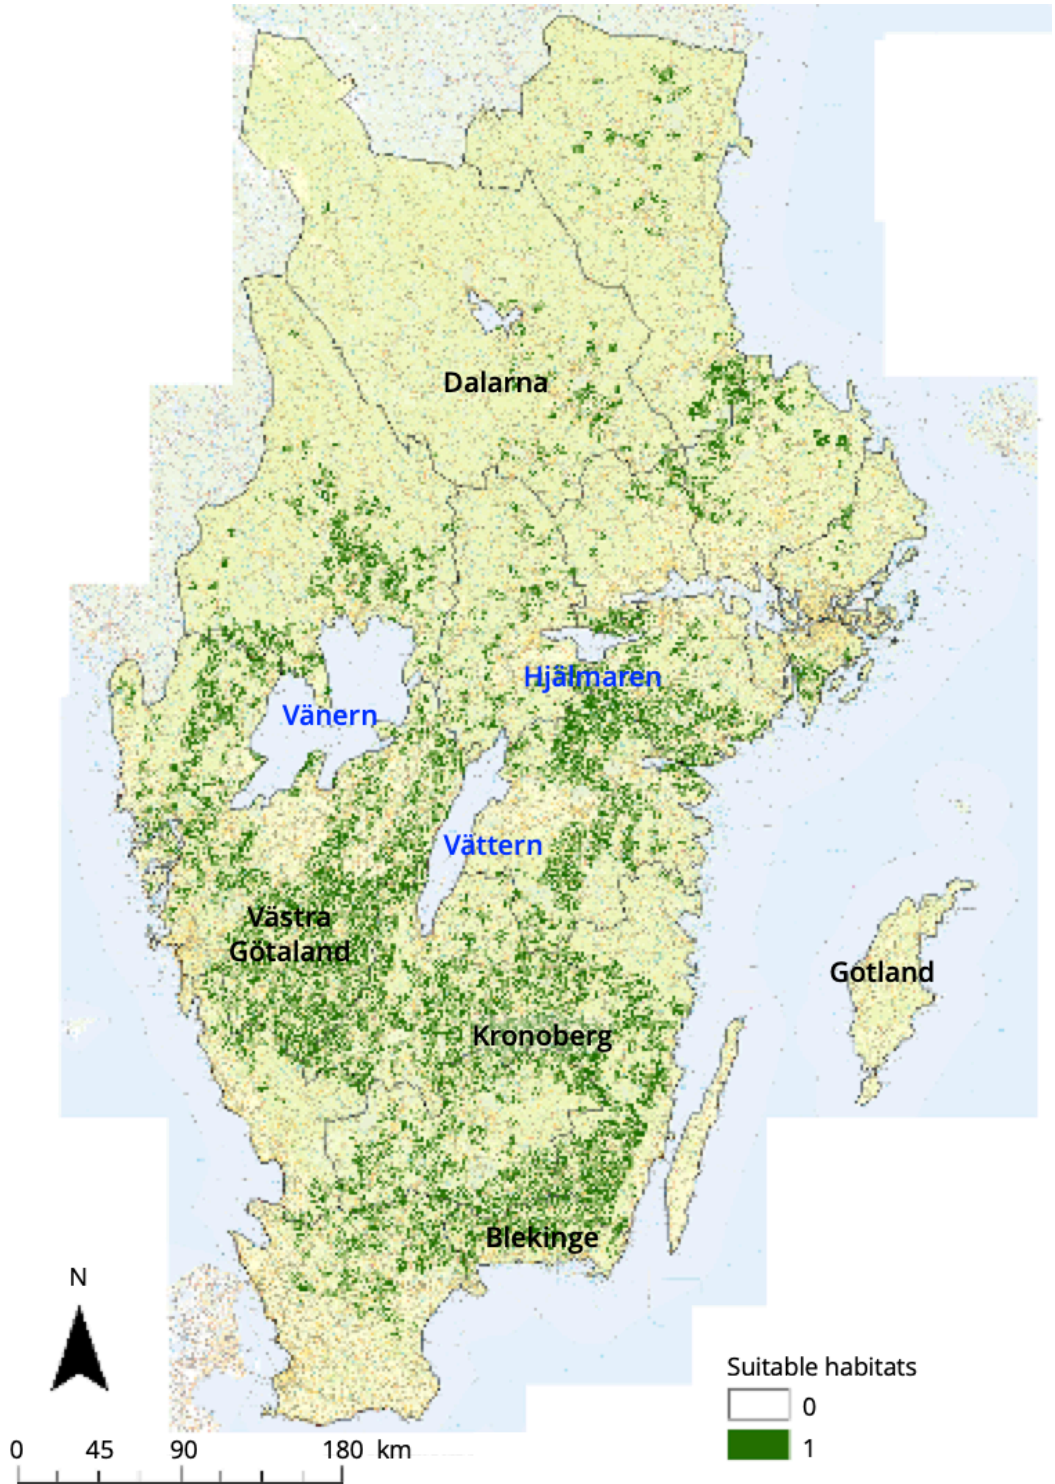 Dalarna
Hjälmaren
Vänern
Vättern
Västra
Götaland
Gotland
Kronoberg
Blekinge
N
Suitable habitats
0
1
0 45 90 180 km